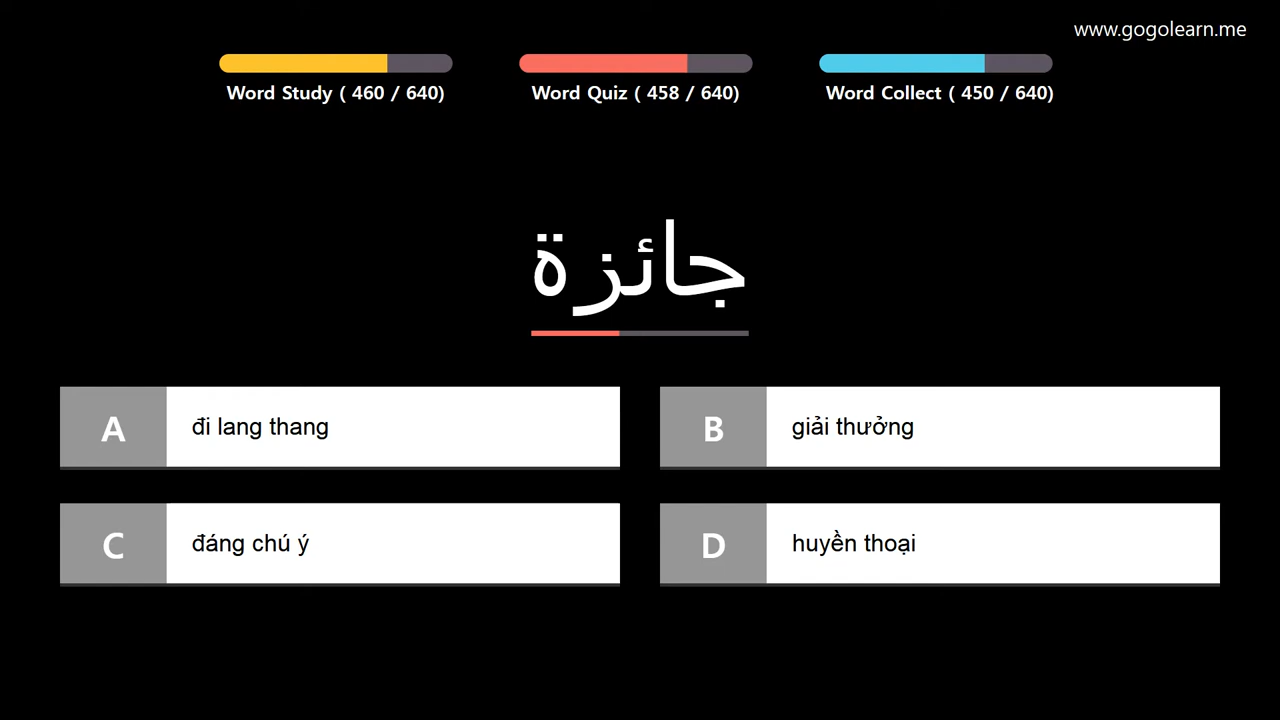 www.gogolearn.me
Word Study ( 460 / 640)
Word Quiz ( 458 / 640)
Word Collect ( 450 / 640)
جائزة
A đi lang thang
B giải thưởng
C đáng chú ý
D huyền thoại